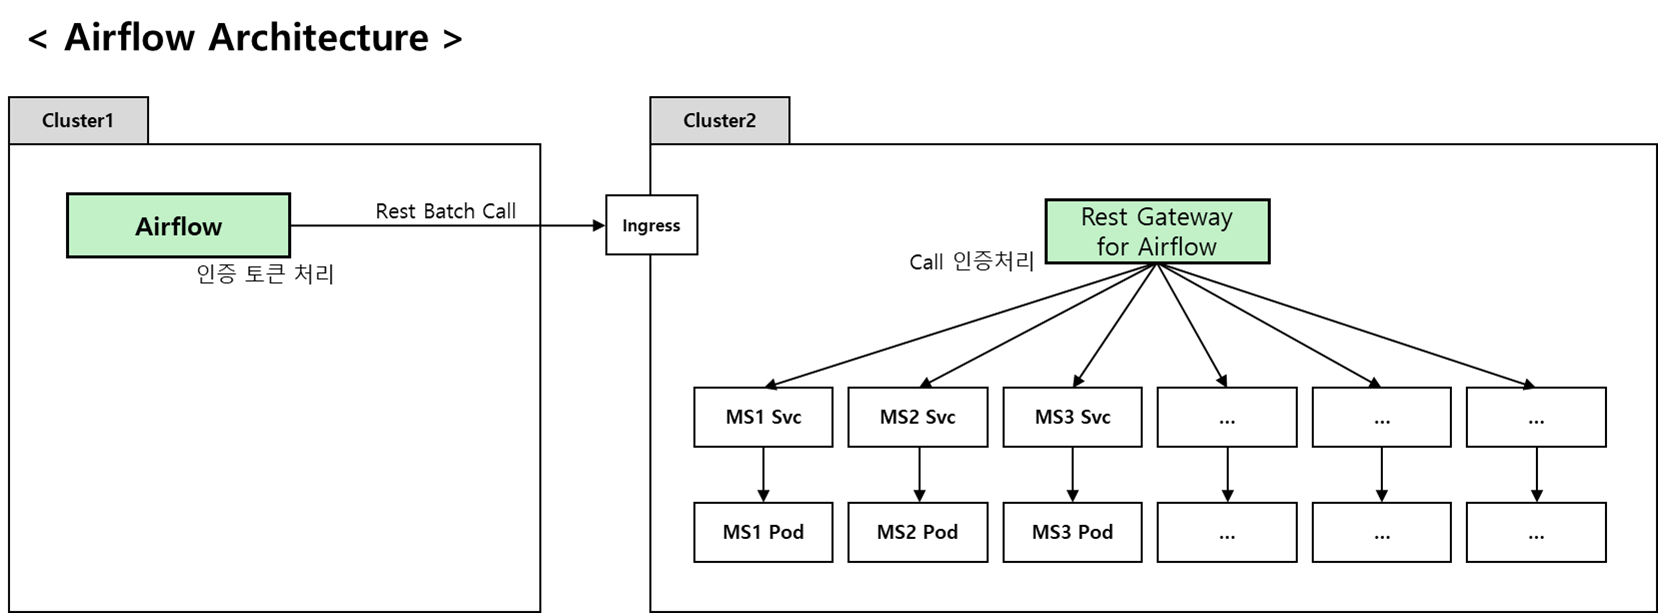 < Airflow Architecture >
Cluster1
Cluster2
Airflow
Rest Batch Call
인증 토큰 처리
Ingress
Rest Gateway
for Airflow
Call 인증처리
MS1 Svc
MS2 Svc
MS3 Svc
...
...
...
MS1 Pod
MS2 Pod
MS3 Pod
...
...
...